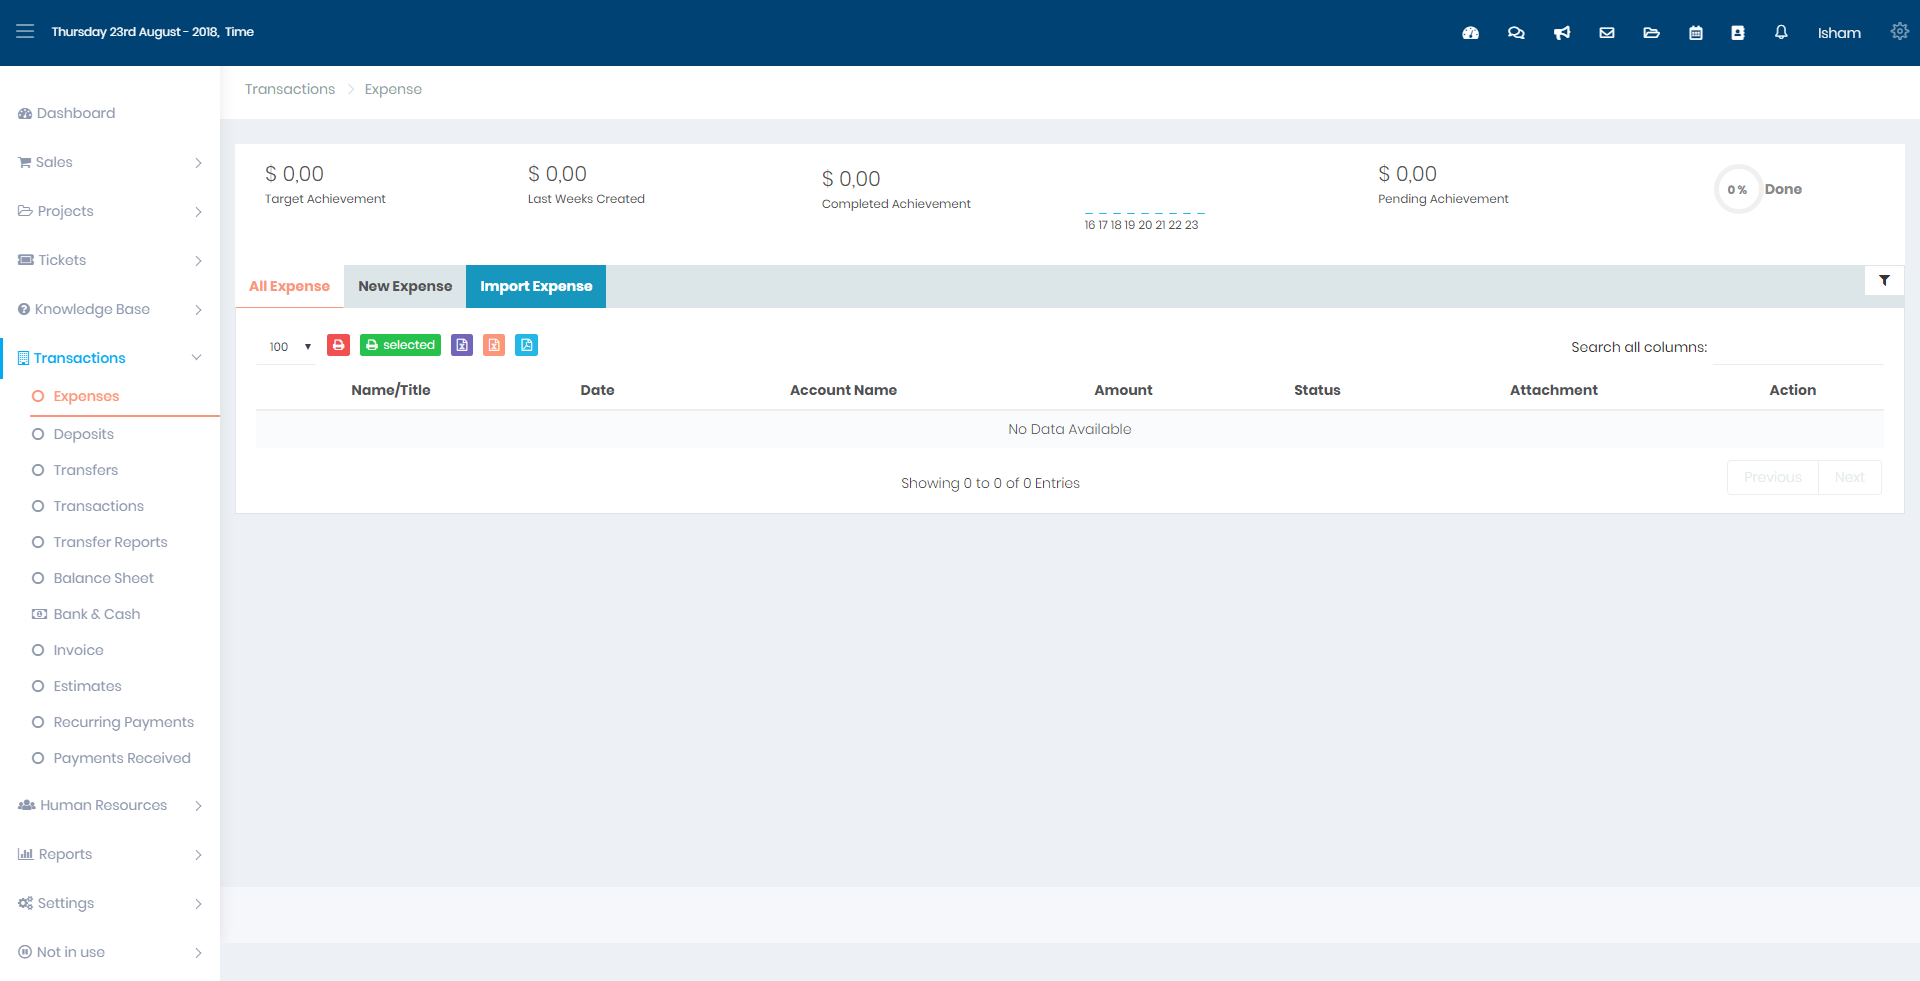 Thursday 23rd August - 2018, Time
Isham
Dashboard
Sales
Projects
Tickets
Knowledge Base
Transactions
Expenses
Deposits
Transfers
Transactions
Transfer Reports
Balance Sheet
Bank & Cash
Invoice
Estimates
Recurring Payments
Payments Received
Human Resources
Reports
Settings
Not in use
Transactions > Expense
$ 0,00
Target Achievement
$ 0,00
Last Weeks Created
$ 0,00
Completed Achievement
16 17 18 19 20 21 22 23
$ 0,00
Pending Achievement
0 % Done
All Expense New Expense Import Expense
100 selected Search all columns:
Name/Title Date Account Name Amount Status Attachment Action
No Data Available
Showing 0 to 0 of 0 Entries
Previous Next